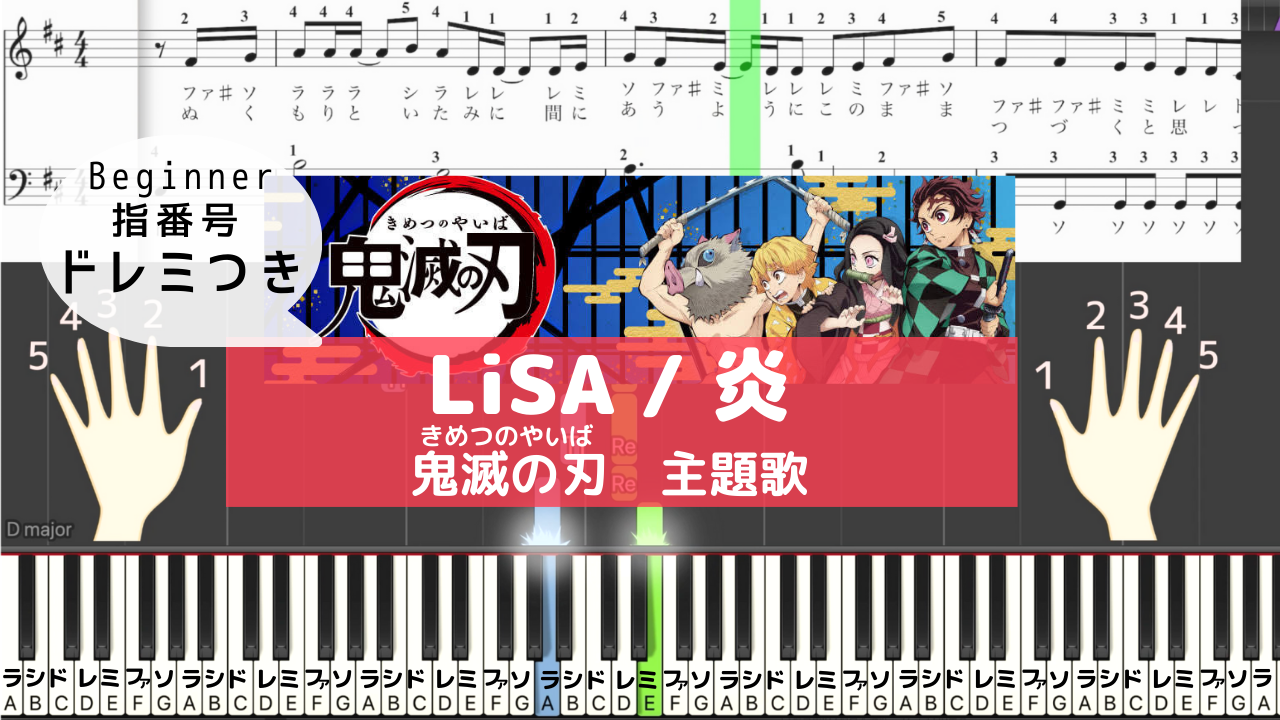 2 3 4 4 4 5 4 1 1 1 2 4 3 2 1 1 2 3 4 5 4 4 3 3 1 1 3
4 4
ファ♯ ソ ラ ラ ラ シ ラ レ レ レ ミ ソ ファ♯ ミ レ レ レ ミ ファ♯ ソ
ぬ く も り と い た み に 間 に あ う よ う に こ の ま ま
ファ♯ ファ♯ ミ ミ レ レ
つ づ く と 思 っ
1 3 2 1 1 2 3 3 3 3 3 3 3
ソ ソ ソ ソ ソ
Beginner
指番号
ドレミつき
きめつのやいば
鬼滅の刃
5 4 3 2 1
1 2 3 4 5
LiSA / 炎
きめつのやいば
鬼滅の刃 主題歌
Re
Re
D major
ラ シ ド レ ミ ファ ソ ラ シ ド レ ミ ファ ソ ラ シ ド レ ミ ファ ソ ラ シ ド レ ミ ファ ソ ラ シ ド レ ミ ファ ソ ラ シ ド レ ミ ファ ソ ラ シ ド レ ミ ファ ソ ラ
A B C D E F G A B C D E F G A B C D E F G A B C D E F G A B C D E F G A B C D E F G A B C D E F G A